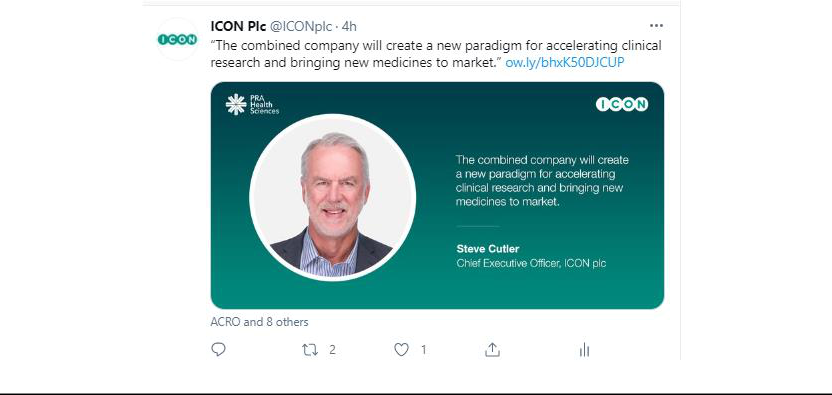 ICON Plc @ICONplc · 4h
ICON
“The combined company will create a new paradigm for accelerating clinical
research and bringing new medicines to market.” ow.ly/bhxK50DJCUP
PRA
Health
Sciences
ICON
The combined company will create
a new paradigm for accelerating
clinical research and bringing new
medicines to market.
Steve Cutler
Chief Executive Officer, ICON plc
ACRO and 8 others
2
1